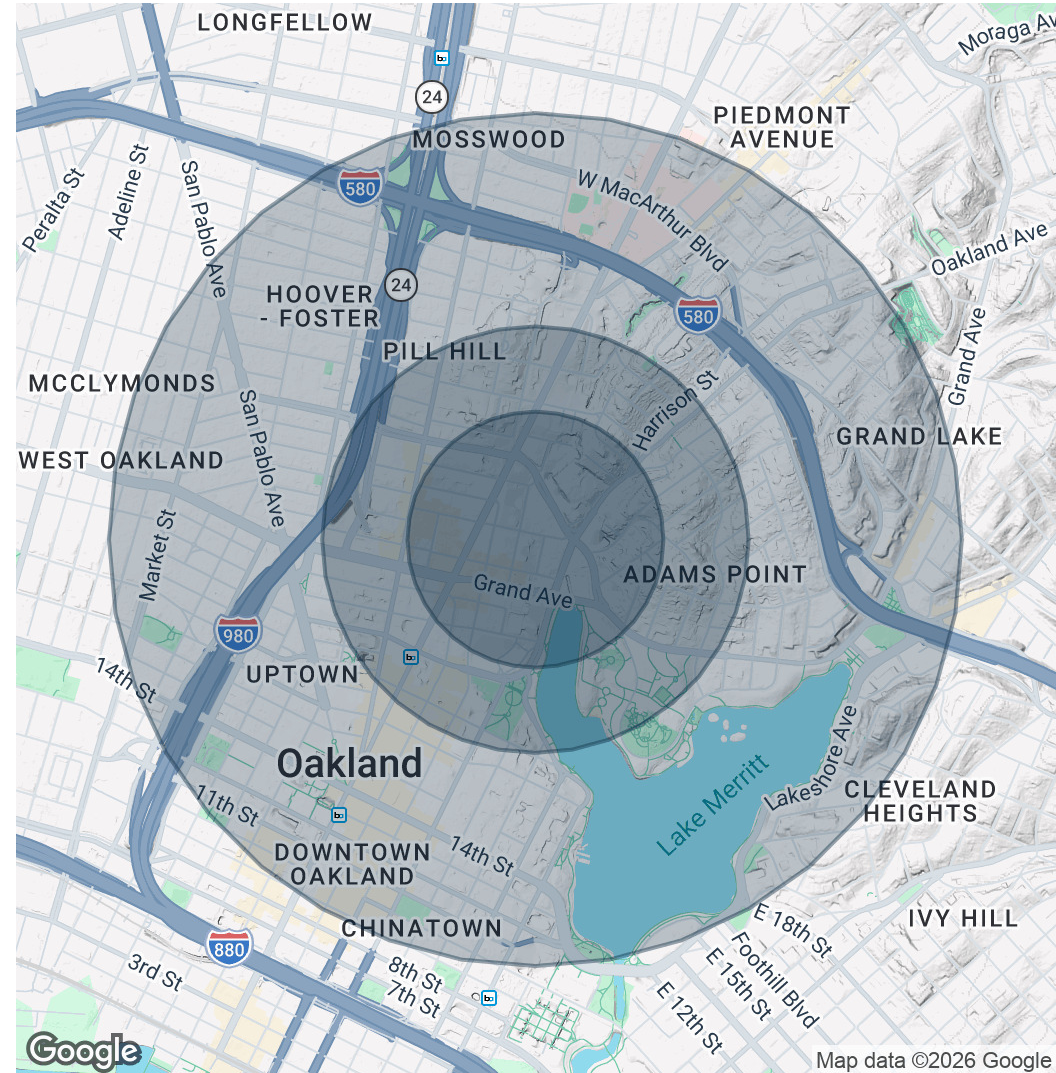 LONGFELLOW
Moraga Av
24
PIEDMONT
AVENUE
MOSSWOOD
580
W MacArthur Blvd
Peralta St
Adeline St
San Pablo Ave
Oakland Ave
24
HOOVER
- FOSTER
580
PILL HILL
Grand Ave
MCCLYMONDS
Harrison St
San Pablo Ave
GRAND LAKE
WEST OAKLAND
Market St
ADAMS POINT
Grand Ave
980
UPTOWN
14th St
Oakland
Lake Merritt
Lakeshore Ave
11th St
CLEVELAND
HEIGHTS
14th St
DOWNTOWN
OAKLAND
CHINATOWN
E 18th St
IVY HILL
880
3rd St
8th St
7th St
Foothill Blvd
E 15th St
E 12th St
Google
Map data ©2026 Google